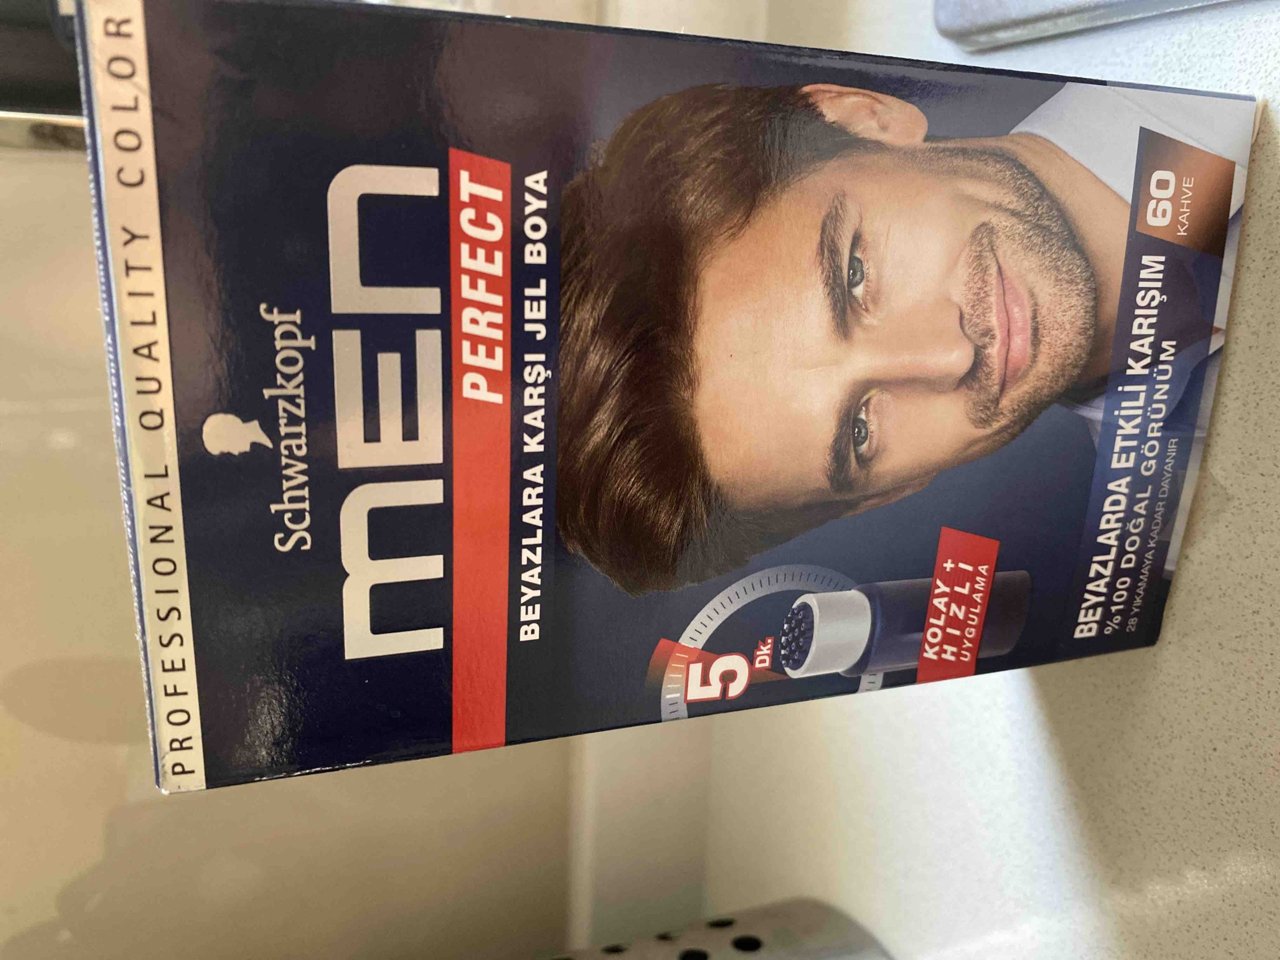 PROFESSIONAL QUALITY COLOR
Schwarzkopf
MEN
PERFECT
BEYAZLARA KARŞI JEL BOYA
5
Dk.
KOLAY +
HIZLI
UYGULAMA
60
KAHVE
BEYAZLARDA ETKİLİ KARIŞIM
%100 DOĞAL GÖRÜNÜM
28 YIKAMAYA KADAR DAYANIR